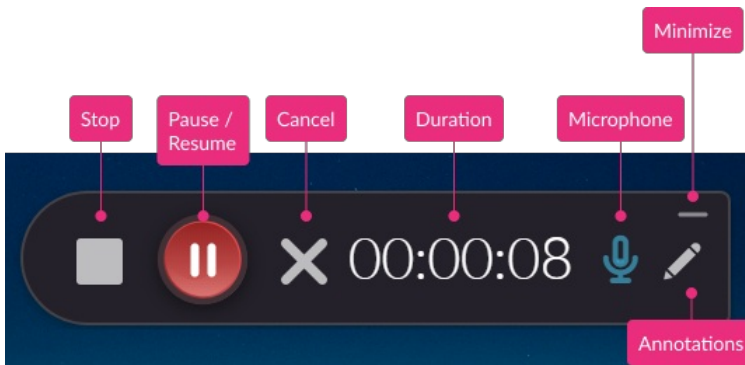 Minimize
Stop
Pause /
Resume
Cancel
Duration
Microphone
00:00:08
Annotations